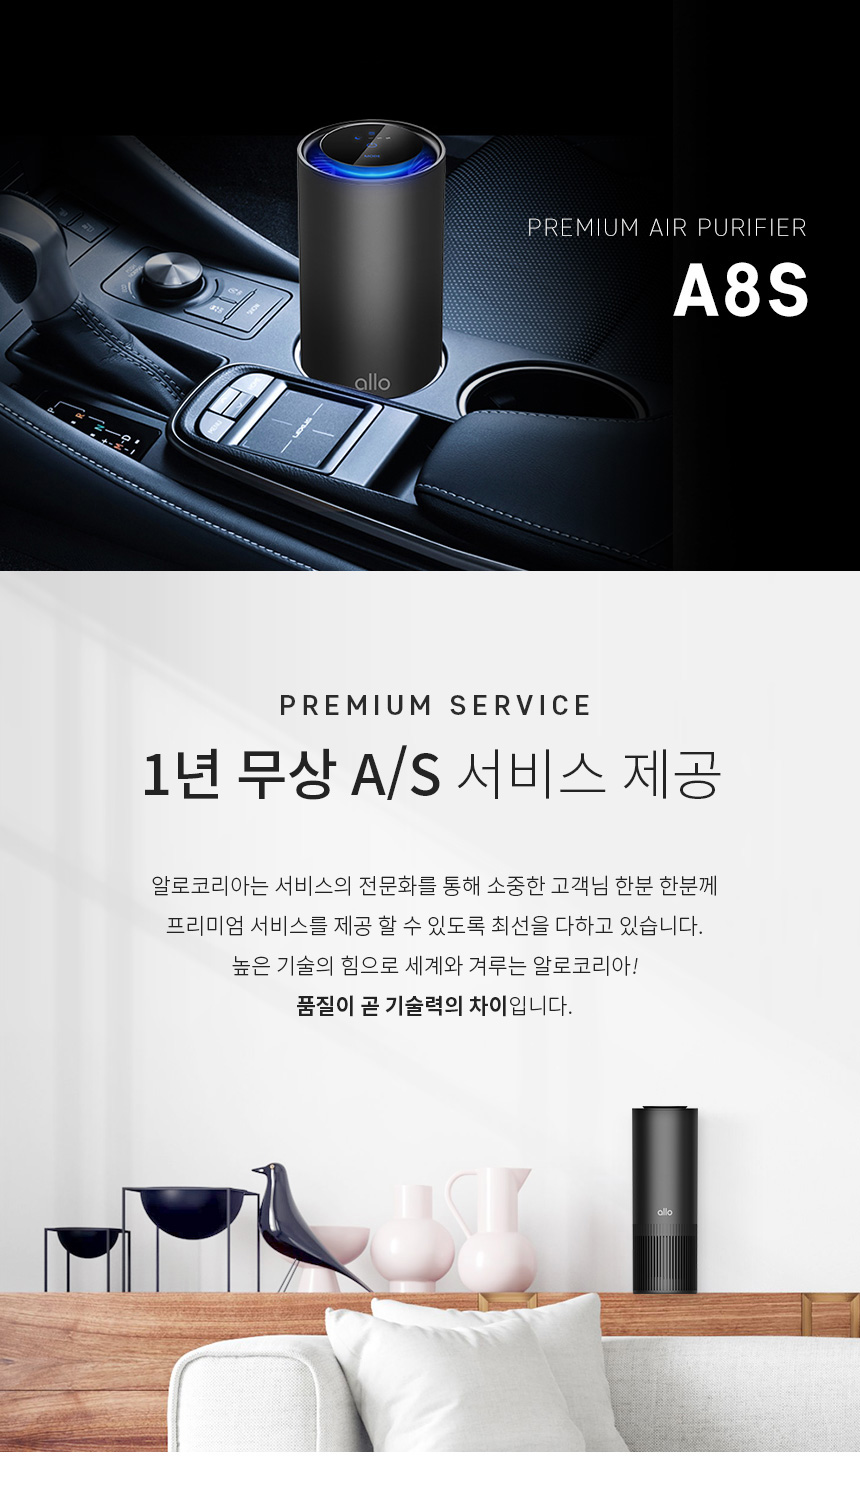 PREMIUM AIR PURIFIER
A8S
allo
LEXUS
P
R
N
D
M
+
-
PREMIUM SERVICE
1년 무상 A/S 서비스 제공
알로코리아는 서비스의 전문화를 통해 소중한 고객님 한분 한분께
프리미엄 서비스를 제공 할 수 있도록 최선을 다하고 있습니다.
높은 기술의 힘으로 세계와 겨루는 알로코리아!
품질이 곧 기술력의 차이입니다.
allo